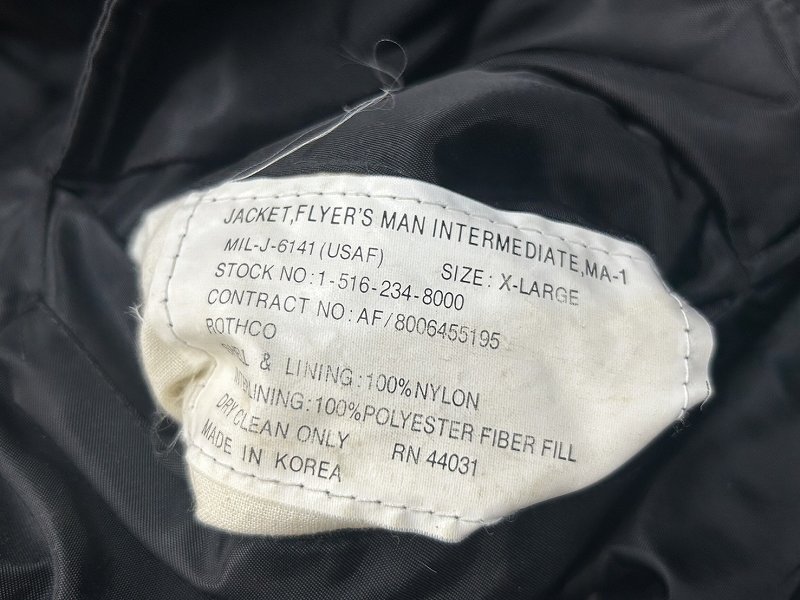 JACKET,FLYER'S MAN INTERMEDIATE,MA-1
MIL-J-6141(USAF) SIZE: X-LARGE
STOCK NO:1-516-234-8000
CONTRACT NO:AF/8006455195
ROTHCO
& LINING:100%NYLON
LINING:100%POLYESTER FIBER FILL
DRY CLEAN ONLY RN 44031
MADE IN KOREA